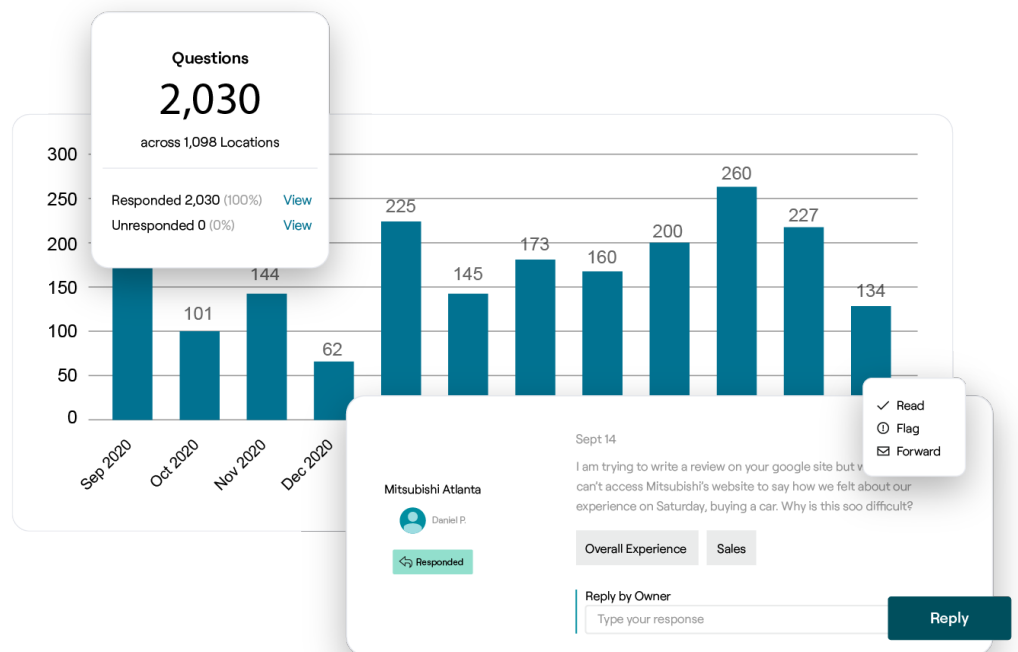 Questions
2,030
across 1,098 Locations
Responded 2,030 (100%) View
Unresponded 0 (0%) View
300
250
200
150
100
50
0
101
144
62
225
145
173
160
200
260
227
134
Sep 2020
Oct 2020
Nov 2020
Dec 2020
Read
Flag
Forward
Mitsubishi Atlanta
Daniel P.
Responded
Sept 14
I am trying to write a review on your google site but
can't access Mitsubishi's website to say how we felt about our
experience on Saturday, buying a car. Why is this soo difficult?
Overall Experience
Sales
Reply by Owner
Type your response
Reply